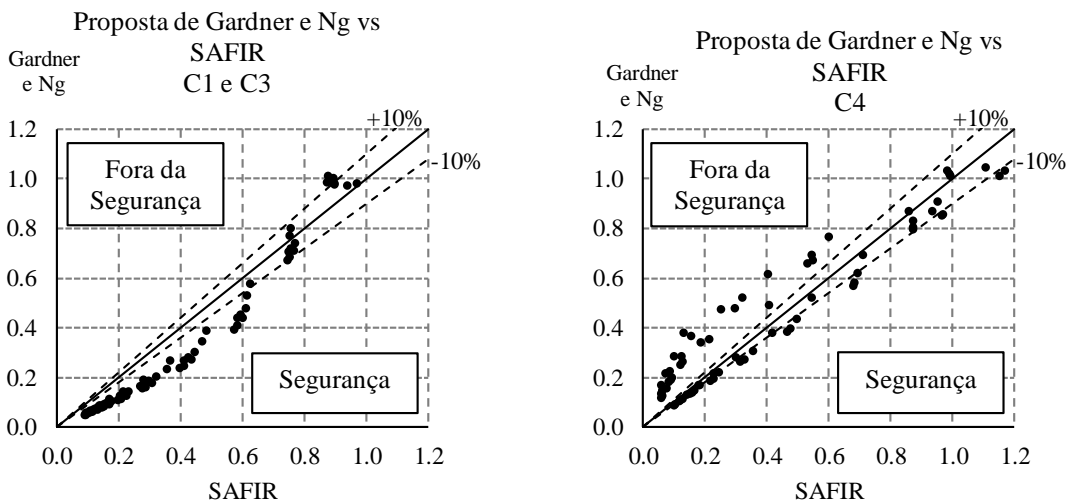 Proposta de Gardner e Ng vs
SAFIR
C1 e C3
Gardner
e Ng
1.2
1.0
0.8
0.6
0.4
0.2
0.0
+10%
-10%
Fora da
Segurança
Segurança
0.0 0.2 0.4 0.6 0.8 1.0 1.2
SAFIR
Proposta de Gardner e Ng vs
SAFIR
C4
Gardner
e Ng
1.2
1.0
0.8
0.6
0.4
0.2
0.0
+10%
-10%
Fora da
Segurança
Segurança
0.0 0.2 0.4 0.6 0.8 1.0 1.2
SAFIR